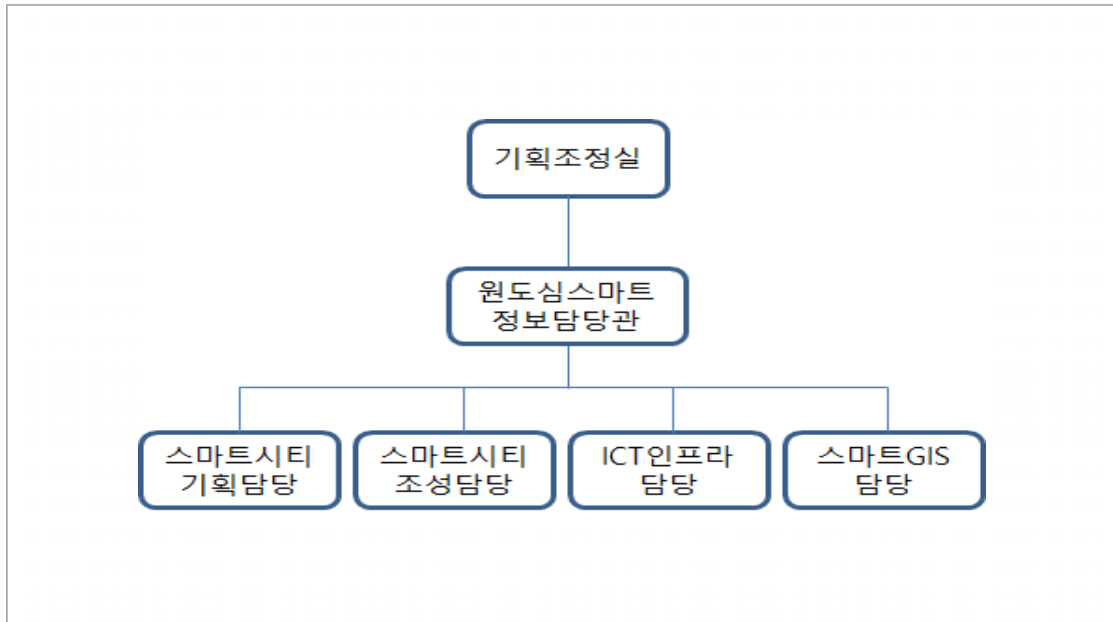 기획조정실
원도심스마트
정보담당관
스마트시티
기획담당
스마트시티
조성담당
ICT인프라
담당
스마트GIS
담당